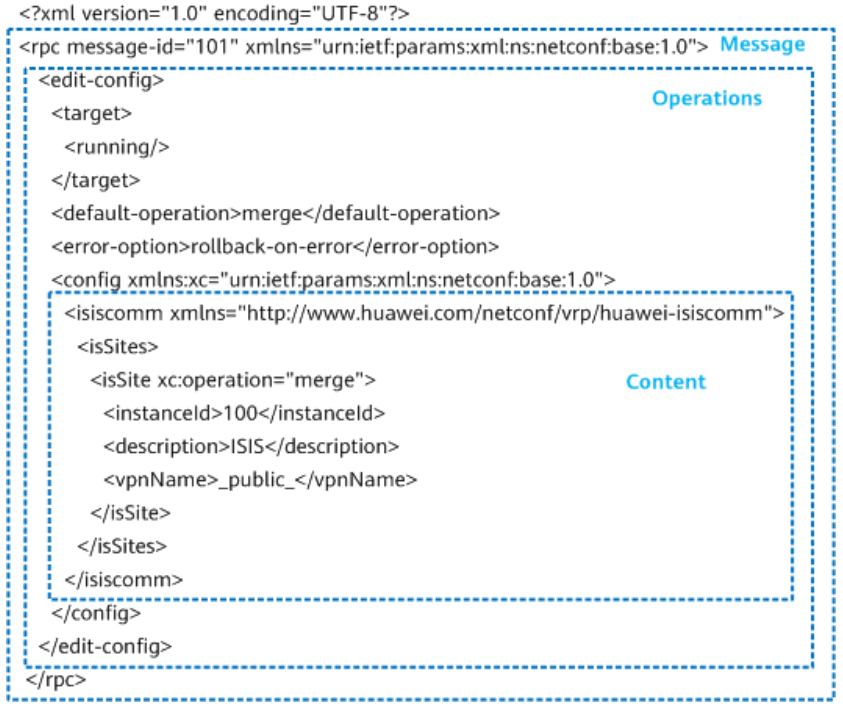 <?xml version="1.0" encoding="UTF-8"?>
<rpc message-id="101" xmlns="urn:ietf:params:xml:ns:netconf:base:1.0"> Message
<edit-config>
Operations
<target>
<running/>
</target>
<default-operation>merge</default-operation>
<error-option>rollback-on-error</error-option>
<config xmlns:xc="urn:ietf:params:xml:ns:netconf:base:1.0">
<isiscomm xmlns="http://www.huawei.com/netconf/vrp/huawei-isiscomm">
<isSites>
<isSite xc:operation="merge"> Content
<instanceId>100</instanceId>
<description>ISIS</description>
<vpnName>_public_</vpnName>
</isSite>
</isSites>
</isiscomm>
</config>
</edit-config>
</rpc>